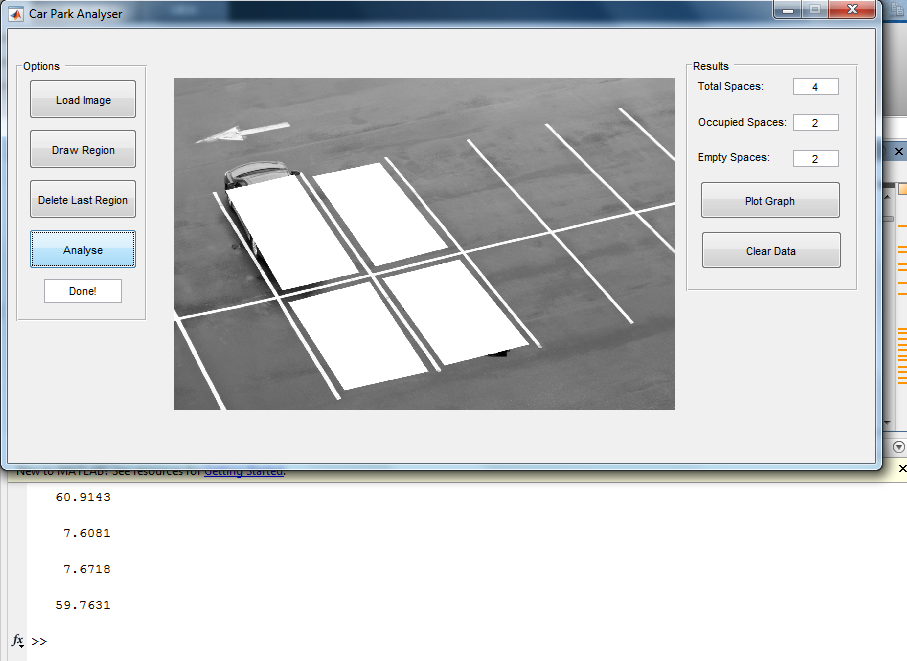 Car Park Analyser
Options
Load Image
Draw Region
Delete Last Region
Analyse
Done!
Results
Total Spaces: 4
Occupied Spaces: 2
Empty Spaces: 2
Plot Graph
Clear Data
New to MATLAB? See resources for Getting Started.
60.9143
7.6081
7.6718
59.7631
fx >>